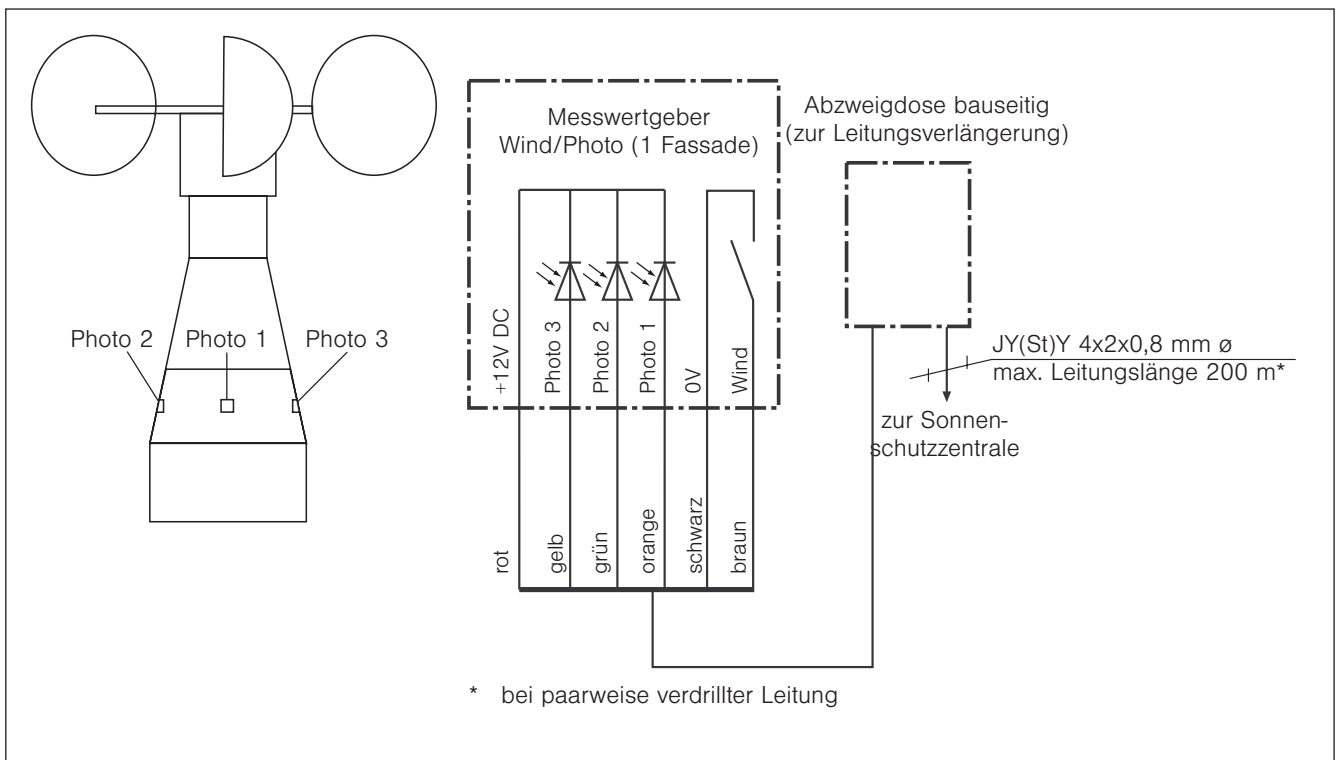 Photo 2
Photo 1
Photo 3
Messwertgeber
Wind/Photo (1 Fassade)
+12V DC
Photo 3
Photo 2
Photo 1
0V
Wind
rot
gelb
grün
orange
schwarz
braun
Abzweigdose bauseitig
(zur Leitungsverlängerung)
JY(St)Y 4x2x0,8 mm ø
max. Leitungslänge 200 m*
zur Sonnen-
schutzzentrale
* bei paarweise verdrillter Leitung